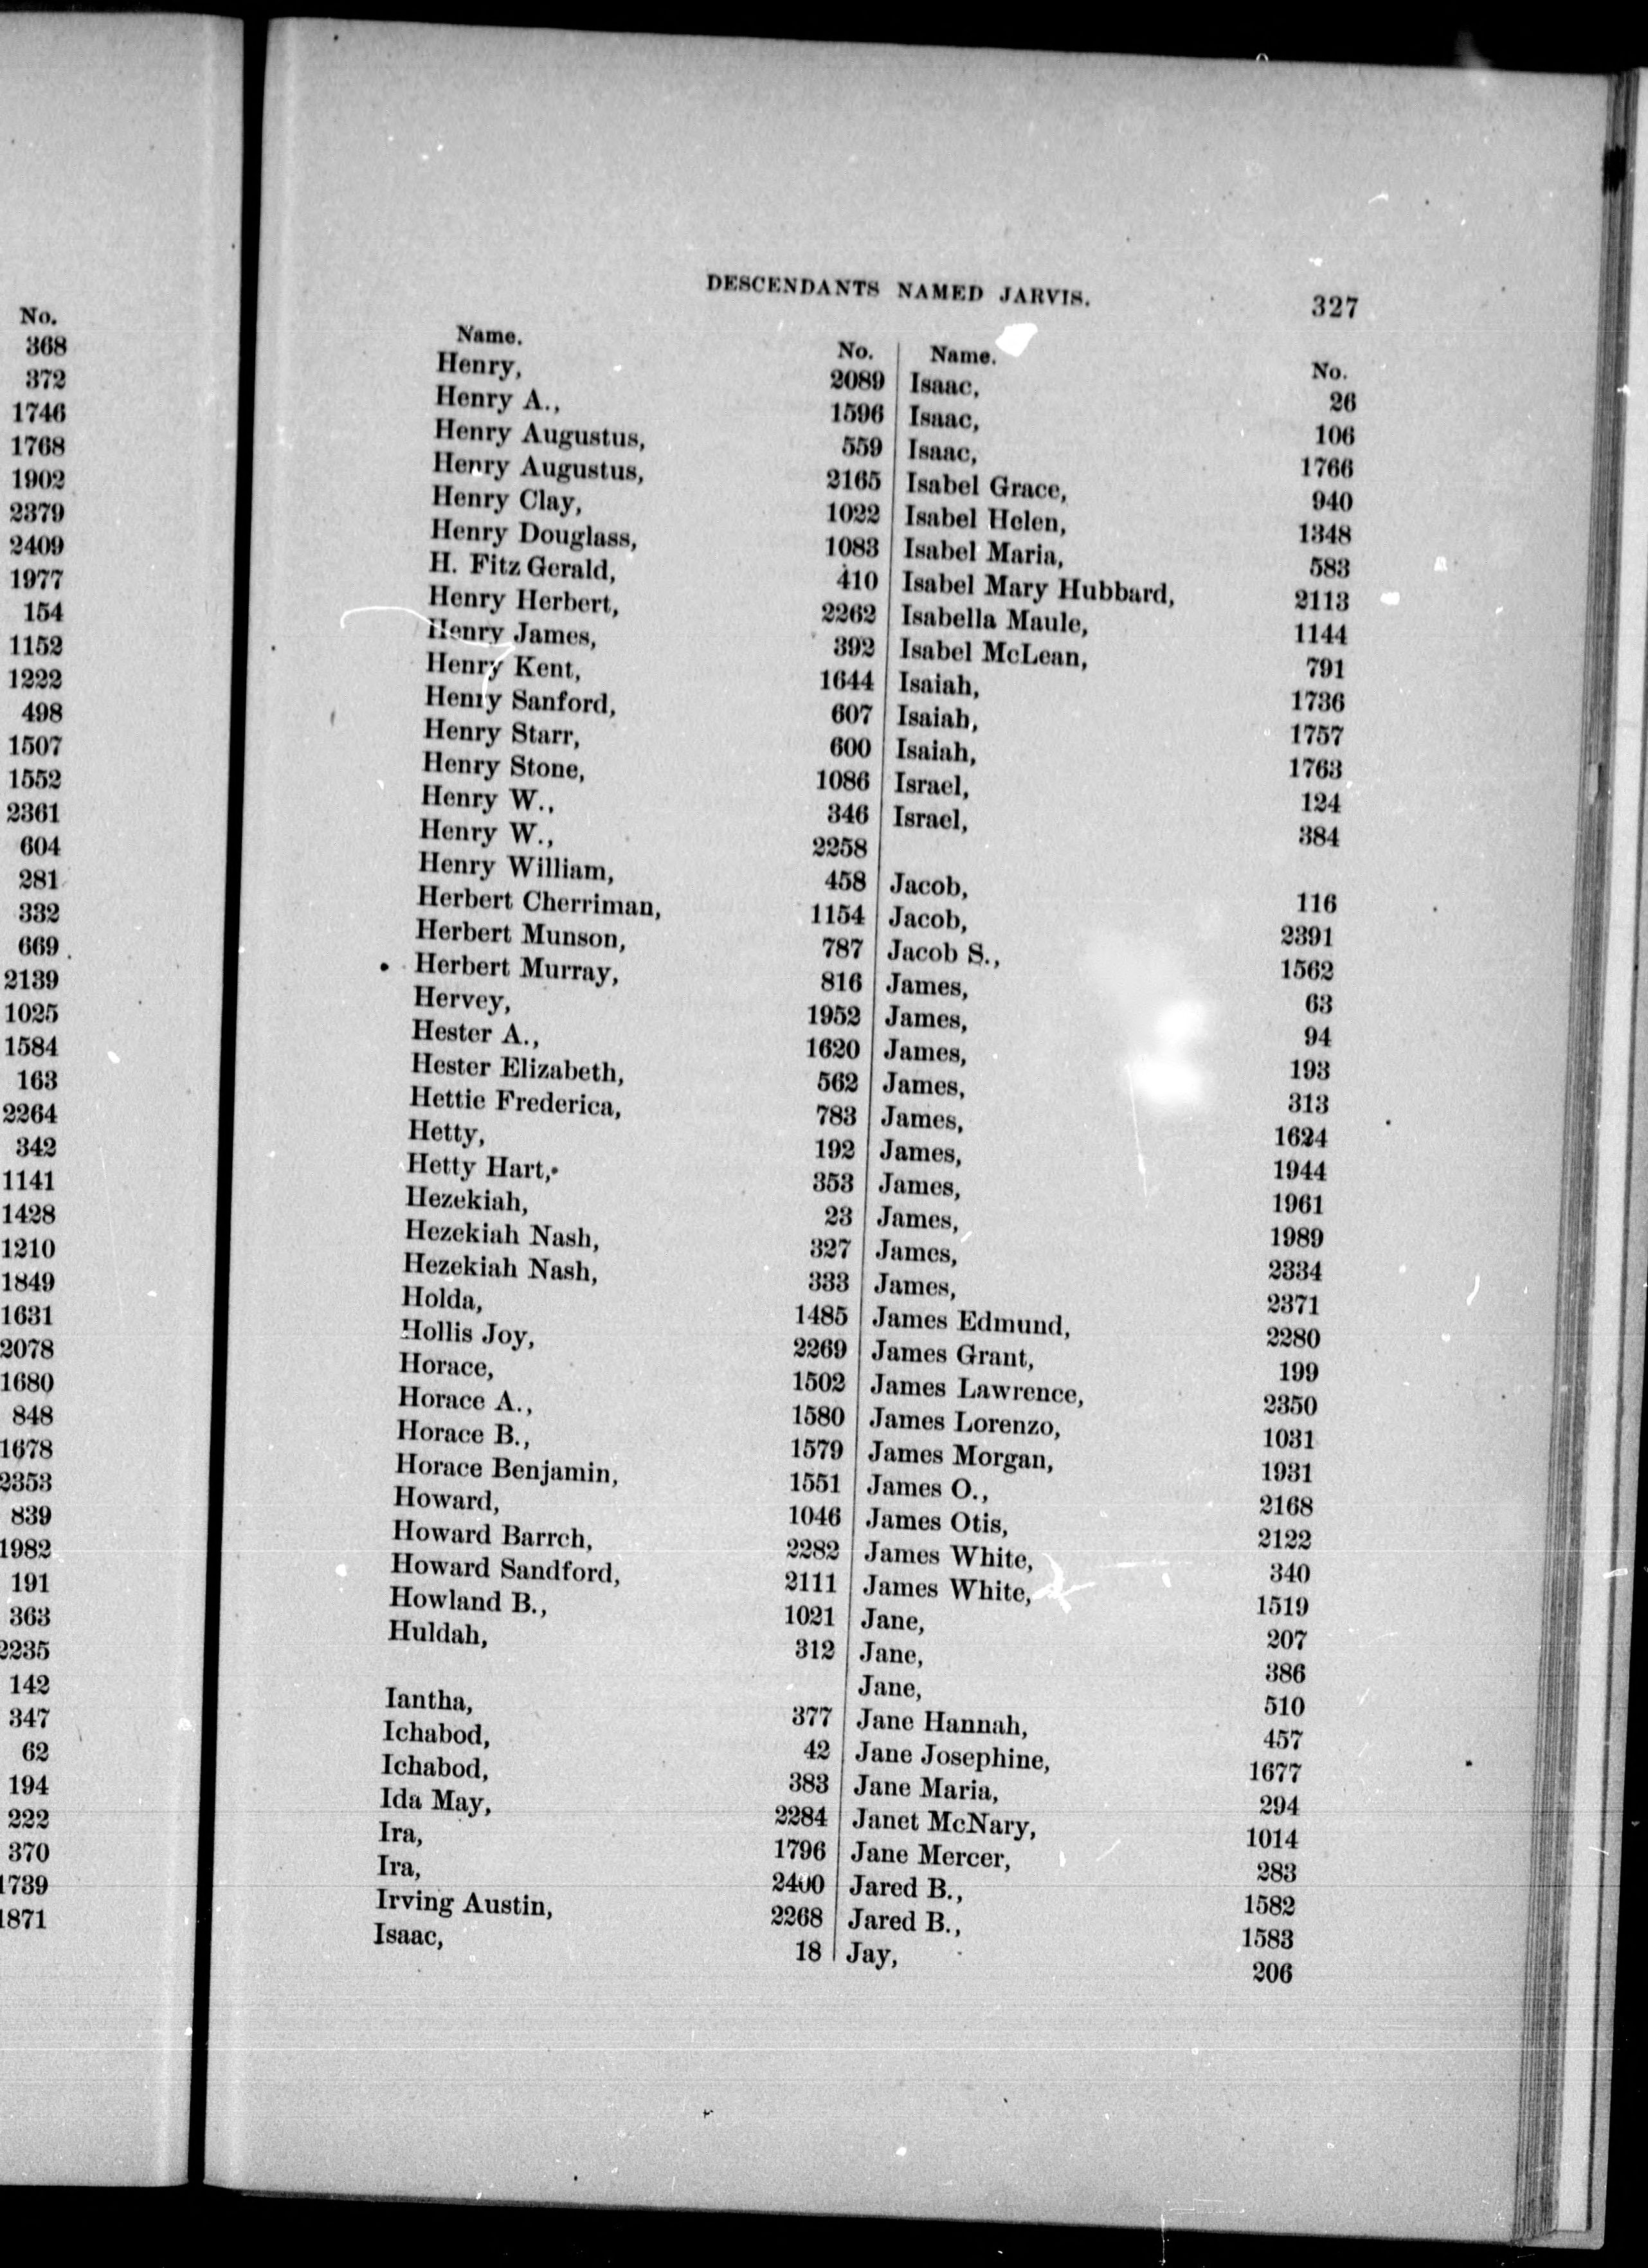 No.
368
372
1746
1768
1902
2379
2409
1977
154
1152
1222
498
1507
1552
2361
604
281
332
669
2139
1025
1584
163
2264
342
1141
1428
1210
1849
1631
2078
1680
848
1678
2353
839
1982
191
363
2235
142
347
62
194
222
370
1739
1871
DESCENDANTS NAMED JARVIS. 327
Name. No.
Henry, 2089
Henry A., 1596
Henry Augustus, 559
Henry Augustus, 2165
Henry Clay, 1022
Henry Douglass, 1083
H. Fitz Gerald, 410
Henry Herbert, 2262
Henry James, 392
Henry Kent, 1644
Henry Sanford, 607
Henry Starr, 600
Henry Stone, 1086
Henry W., 346
Henry W., 2258
Henry William, 458
Herbert Cherriman, 1154
Herbert Munson, 787
Herbert Murray, 816
Hervey, 1952
Hester A., 1620
Hester Elizabeth, 562
Hettie Frederica, 783
Hetty, 192
Hetty Hart, 353
Hezekiah, 23
Hezekiah Nash, 327
Hezekiah Nash, 333
Holda, 1485
Hollis Joy, 2269
Horace, 1502
Horace A., 1580
Horace B., 1579
Horace Benjamin, 1551
Howard, 1046
Howard Barrch, 2282
Howard Sandford, 2111
Howland B., 1021
Huldah, 312
Iantha, 377
Ichabod, 42
Ichabod, 383
Ida May, 2284
Ira, 1796
Ira, 2400
Irving Austin, 2268
Isaac, 18
Name. No.
Isaac, 26
Isaac, 106
Isaac, 1766
Isabel Grace, 940
Isabel Helen, 1348
Isabel Maria, 583
Isabel Mary Hubbard, 2113
Isabella Maule, 1144
Isabel McLean, 791
Isaiah, 1736
Isaiah, 1757
Isaiah, 1763
Israel, 124
Israel, 384
Jacob, 116
Jacob, 2391
Jacob S., 1562
James, 63
James, 94
James, 193
James, 313
James, 1624
James, 1944
James, 1961
James, 1989
James, 2334
James, 2371
James Edmund, 2280
James Grant, 199
James Lawrence, 2350
James Lorenzo, 1031
James Morgan, 1931
James O., 2168
James Otis, 2122
James White, 340
James White, 1519
Jane, 207
Jane, 386
Jane, 510
Jane Hannah, 457
Jane Josephine, 1677
Jane Maria, 294
Janet McNary, 1014
Jane Mercer, 283
Jared B., 1582
Jared B., 1583
Jay, 206